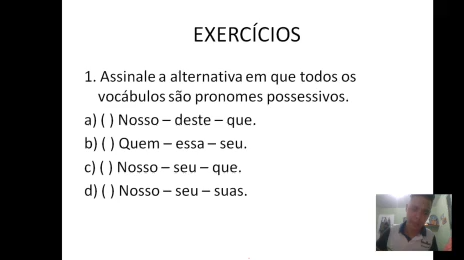 EXERCÍCIOS
1. Assinale a alternativa em que todos os
vocábulos são pronomes possessivos.
a) ( ) Nosso – deste – que.
b) ( ) Quem – essa – seu.
c) ( ) Nosso – seu – que.
d) ( ) Nosso – seu – suas.